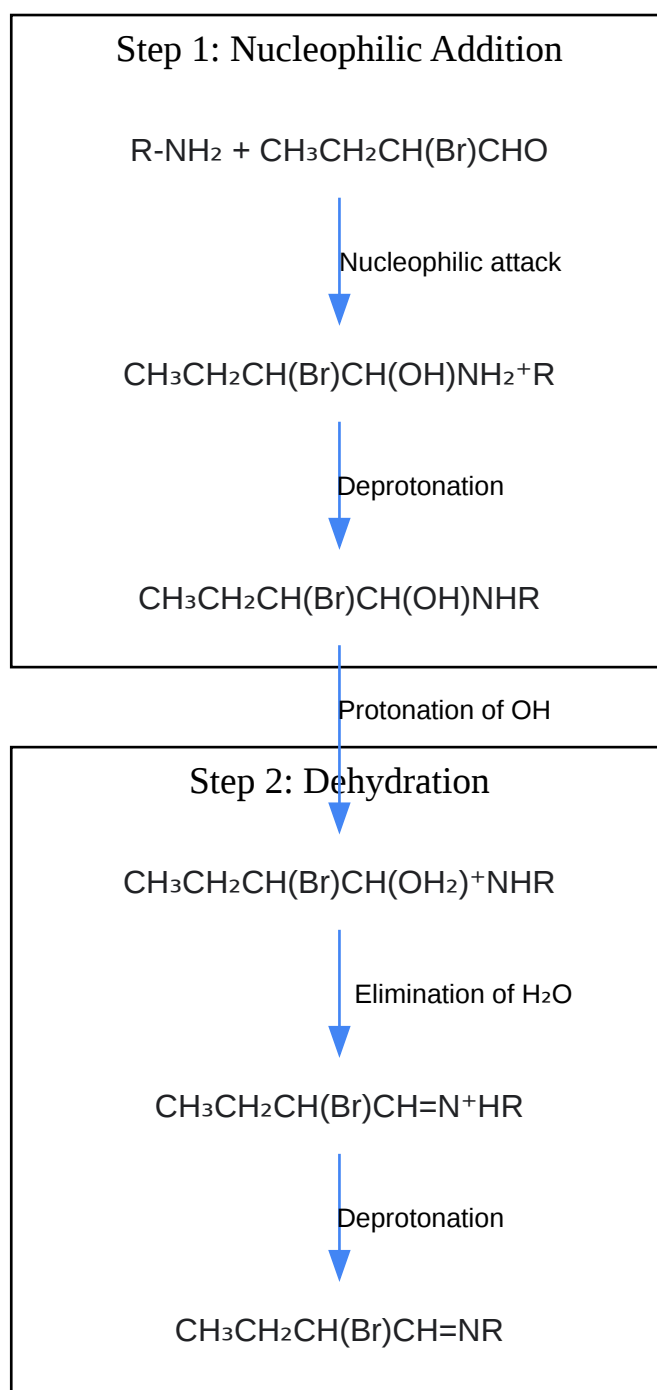 Step 1: Nucleophilic Addition
R-NH₂ + CH₃CH₂CH(Br)CHO
Nucleophilic attack
CH₃CH₂CH(Br)CH(OH)NH₂⁺R
Deprotonation
CH₃CH₂CH(Br)CH(OH)NHR
Protonation of OH
Step 2: Dehydration
CH₃CH₂CH(Br)CH(OH₂)⁺NHR
Elimination of H₂O
CH₃CH₂CH(Br)CH=N⁺HR
Deprotonation
CH₃CH₂CH(Br)CH=NR